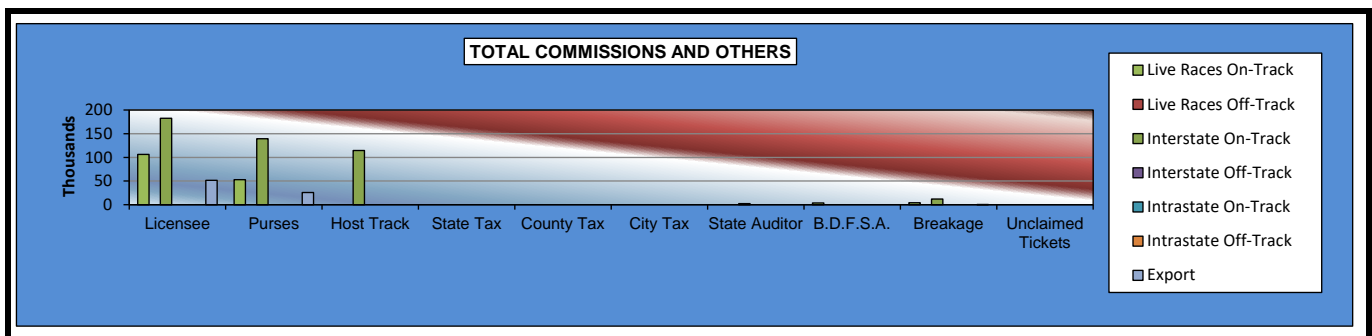 TOTAL COMMISSIONS AND OTHERS
Thousands
200
150
100
50
0
Licensee
Purses
Host Track
State Tax
County Tax
City Tax
State Auditor
B.D.F.S.A.
Breakage
Unclaimed
Tickets
Live Races On-Track
Live Races Off-Track
Interstate On-Track
Interstate Off-Track
Intrastate On-Track
Intrastate Off-Track
Export